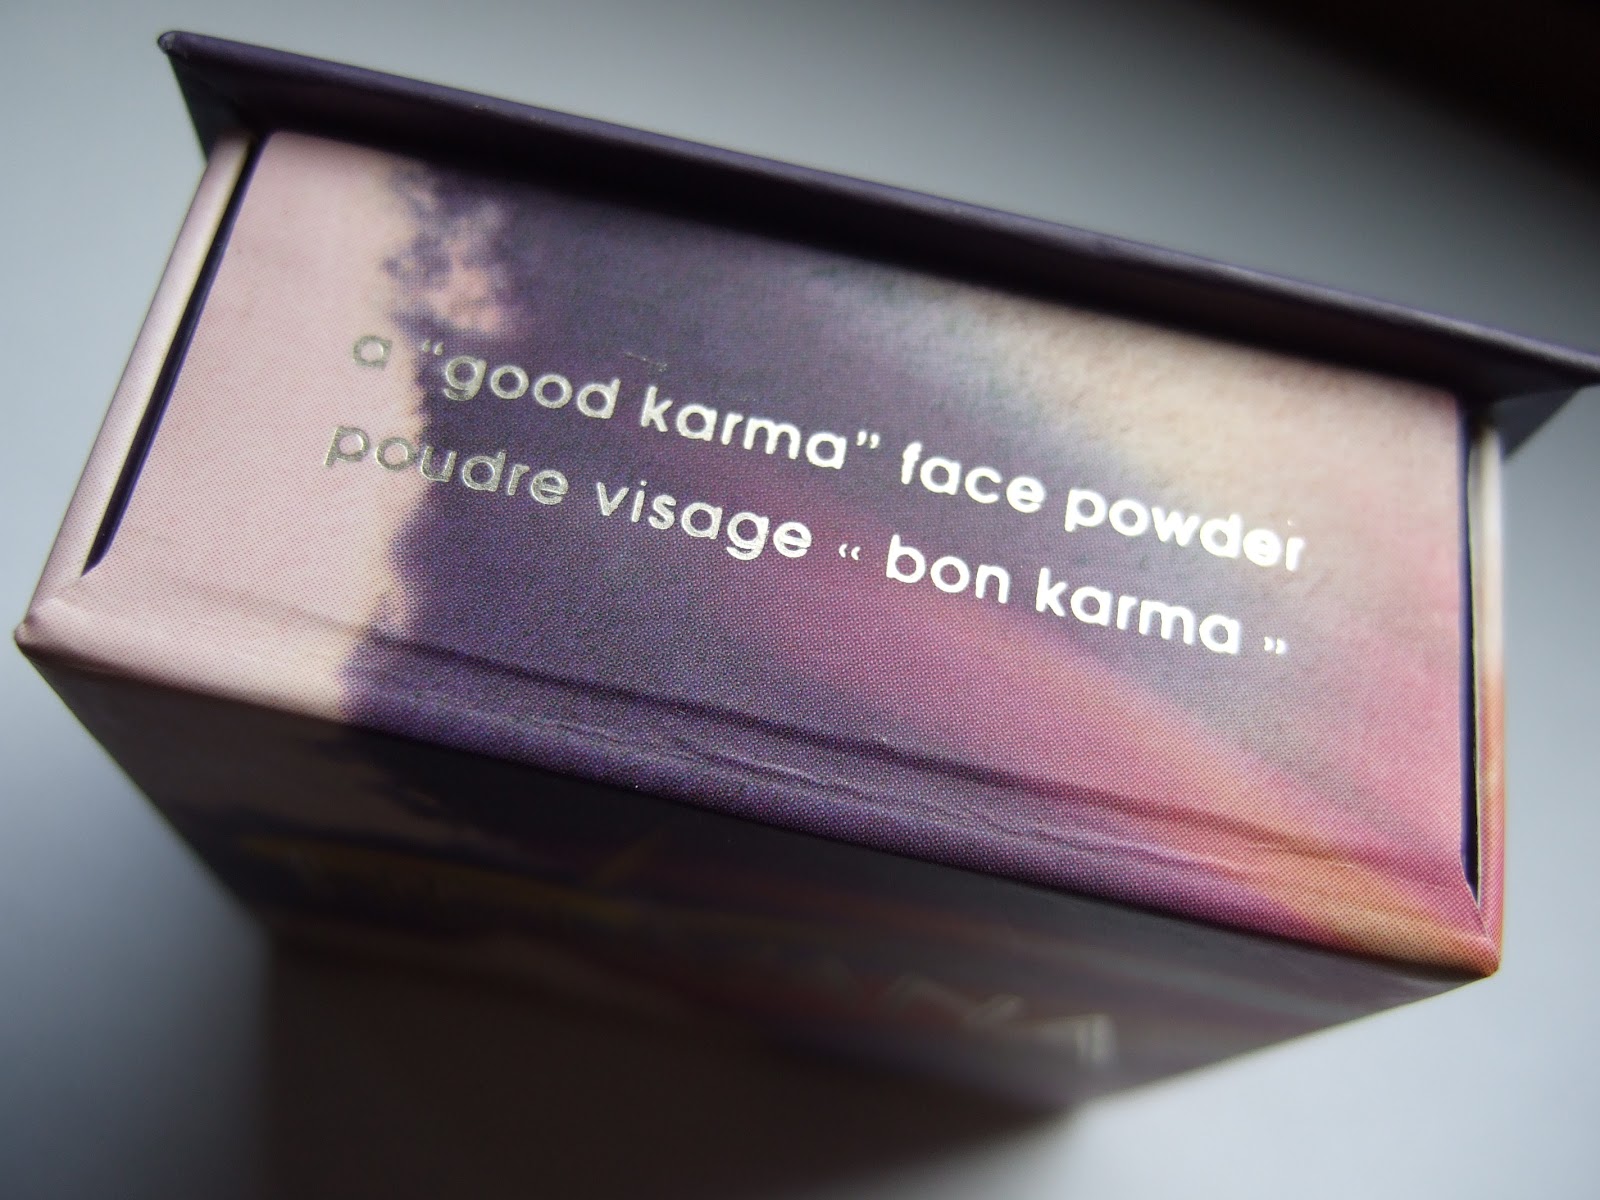 a “good karma” face powder
poudre visage “ bon karma ”